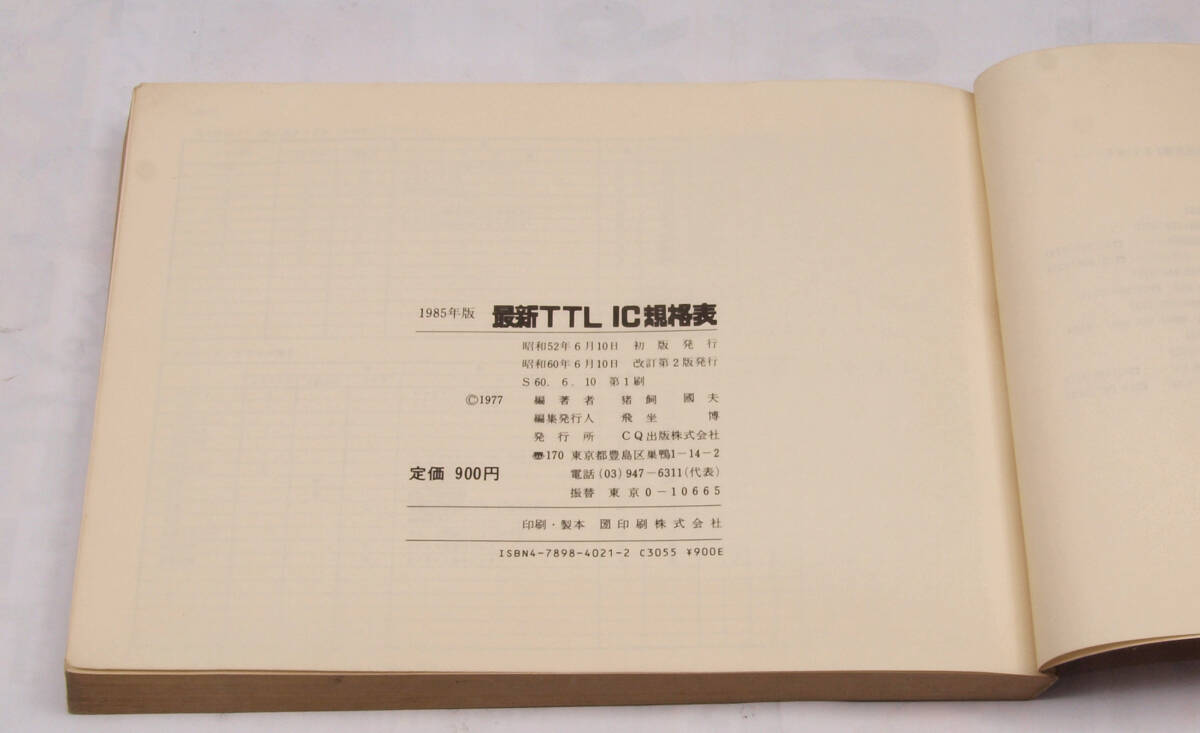 1985年版 最新TTL IC規格表
昭和52年6月10日 初版発行
昭和60年6月10日 改訂第2版発行
S 60. 6. 10 第1刷
©1977 編著者 猪飼 國夫
編集発行人 飛坐 博
発行所 CQ出版株式会社
170 東京都豊島区巣鴨1-14-2
定価 900円 電話 (03) 947-6311(代表)
振替 東京 0-10665
印刷・製本 印刷株式会社
ISBN4-7898-4021-2 C3055 ¥900E